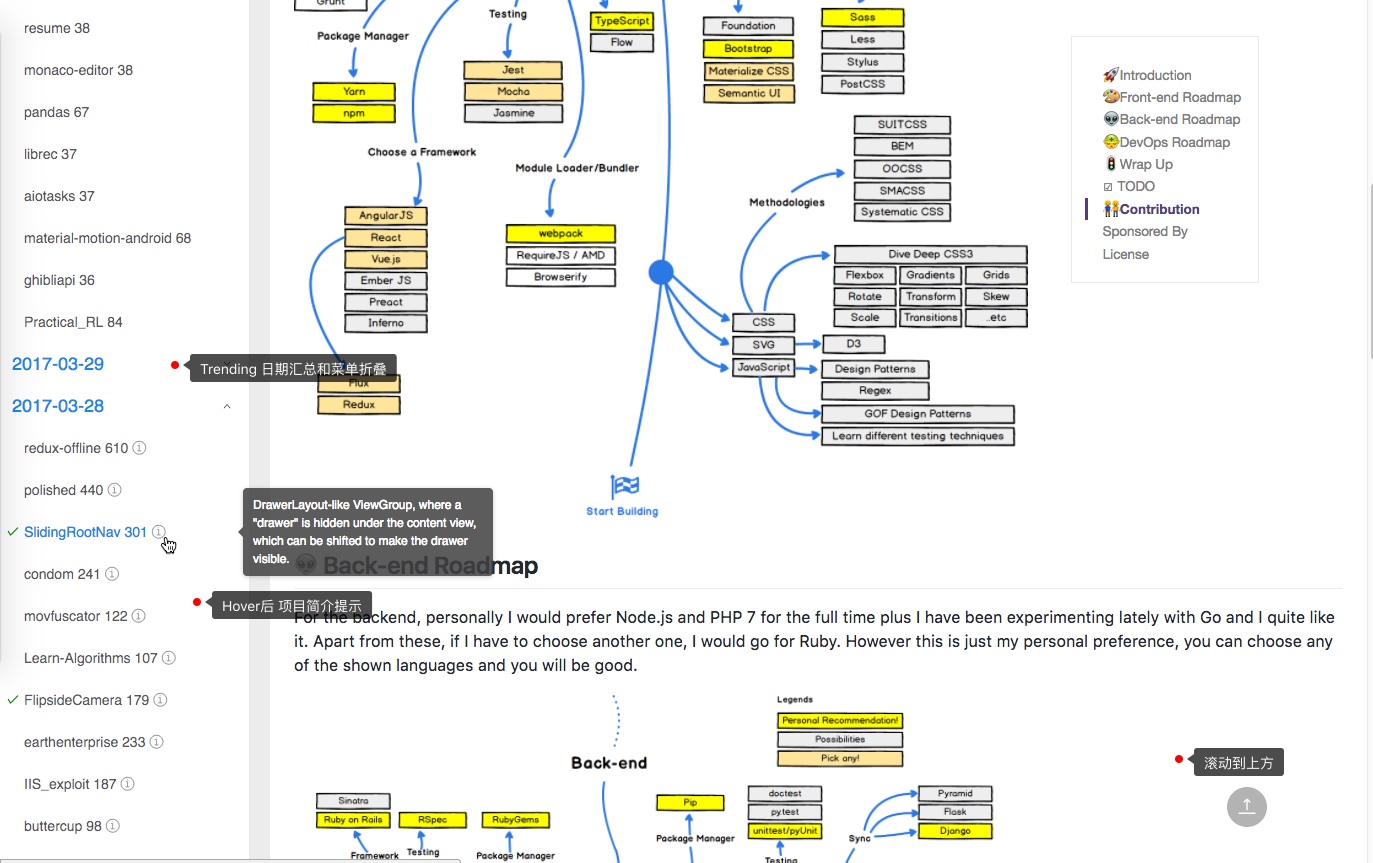 resume 38
monaco-editor 38
pandas 67
librec 37
aiotasks 37
material-motion-android 68
ghibliapi 36
Practical_RL 84
2017-03-29
Trending 日期汇总和菜单折叠
2017-03-28
redux-offline 610
polished 440
SlidingRootNav 301
condom 241
movfuscator 122
Learn-Algorithms 107
FlipsideCamera 179
earthenterprise 233
IIS_exploit 187
buttercup 98
DrawerLayout-like ViewGroup, where a
"drawer" is hidden under the content view,
which can be shifted to make the drawer
visible.
Hover后 项目简介提示
Grunt
Package Manager
Yarn
npm
Testing
Jest
Mocha
Jasmine
TypeScript
Flow
Foundation
Bootstrap
Materialize CSS
Semantic UI
Sass
Less
Stylus
PostCSS
Choose a Framework
AngularJS
React
Vue.js
Ember JS
Preact
Inferno
Flux
Redux
Module Loader/Bundler
webpack
RequireJS / AMD
Browserify
SUITCSS
BEM
OOCSS
SMACSS
Systematic CSS
Methodologies
Dive Deep CSS3
Flexbox
Gradients
Grids
Rotate
Transform
Skew
Scale
Transitions
..etc
CSS
SVG
D3
JavaScript
Design Patterns
Regex
GOF Design Patterns
Learn different testing techniques
Start Building
Back-end Roadmap
For the backend, personally I would prefer Node.js and PHP 7 for the full time plus I have been experimenting lately with Go and I quite like
it. Apart from these, if I have to choose another one, I would go for Ruby. However this is just my personal preference, you can choose any
of the shown languages and you will be good.
Legends
Personal Recommendation!
Possibilities
Pick any!
Back-end
Sinatra
Ruby on Rails
RSpec
RubyGems
Framework
Testing
Package Manager
Pip
Package Manager
doctest
pytest
unittest/pyUnit
Testing
Sync
Pyramid
Flask
Django
🚀Introduction
🎨Front-end Roadmap
👽Back-end Roadmap
DevOps Roadmap
🚦Wrap Up
☑ TODO
👬Contribution
Sponsored By
License
滚动到上方